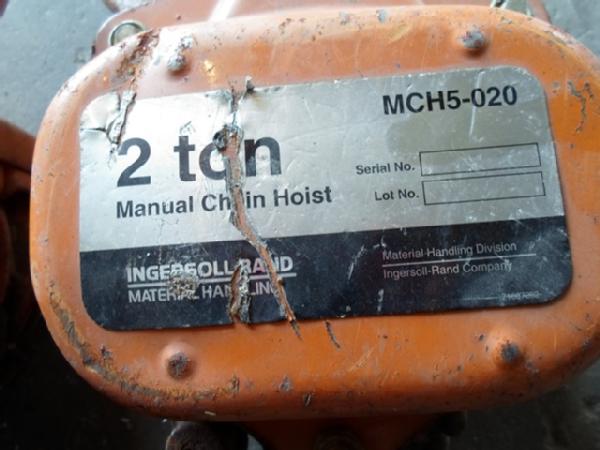 MCH5-020
2 ton
Manual Chain Hoist
Serial No.
Lot No.
INGERSOLL-RAND
MATERIAL HANDLING
Material Handling Division
Ingersoll-Rand Company